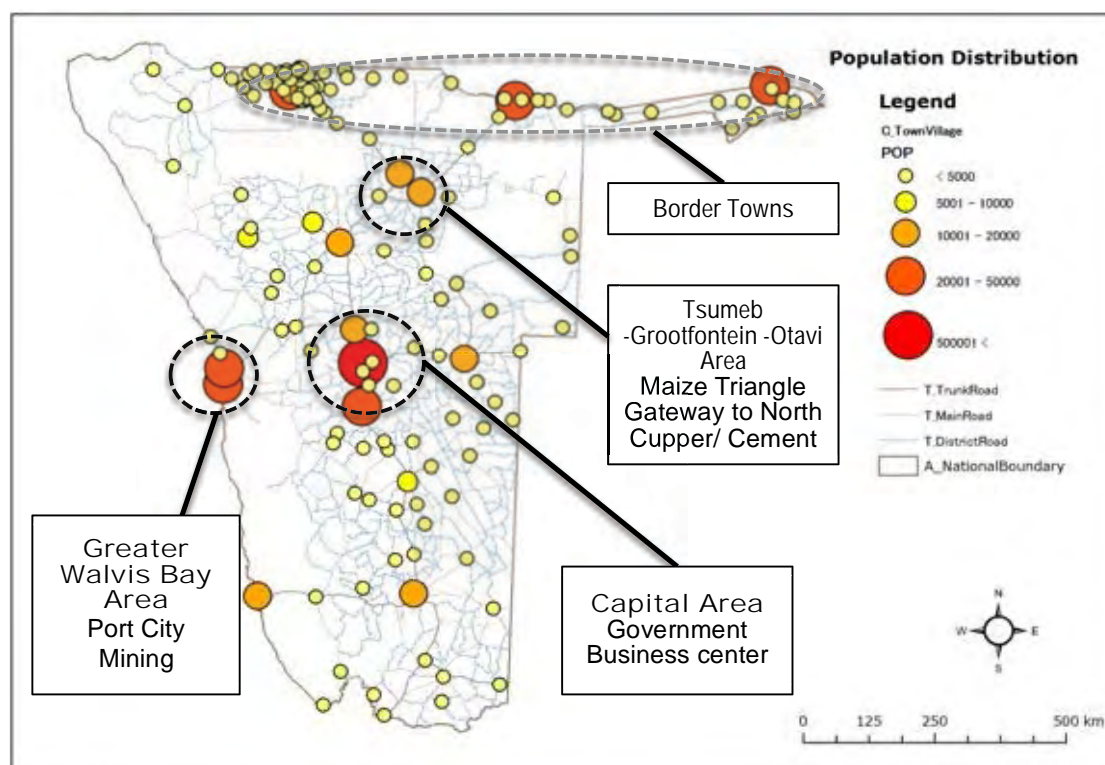 Population Distribution
Legend
C_TownVillage
POP
< 5000
5001 - 10000
10001 - 20000
20001 - 50000
50001 <
T_TrunkRoad
T_MainRoad
T_DistrictRoad
A_NationalBoundary
Border Towns
Tsumeb
-Grootfontein -Otavi
Area
Maize Triangle
Gateway to North
Cupper/ Cement
Greater
Walvis Bay
Area
Port City
Mining
Capital Area
Government
Business center
N
W E
S
0 125 250 500 km